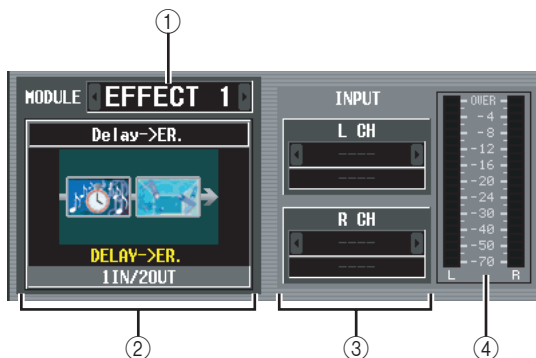 ①
MODULE EFFECT 1
Delay->ER.
DELAY->ER.
1IN/2OUT
INPUT
L CH
----
----
R CH
----
----
OVER
-4
-8
-12
-16
-20
-24
-30
-40
-50
-70
L R
② ③ ④